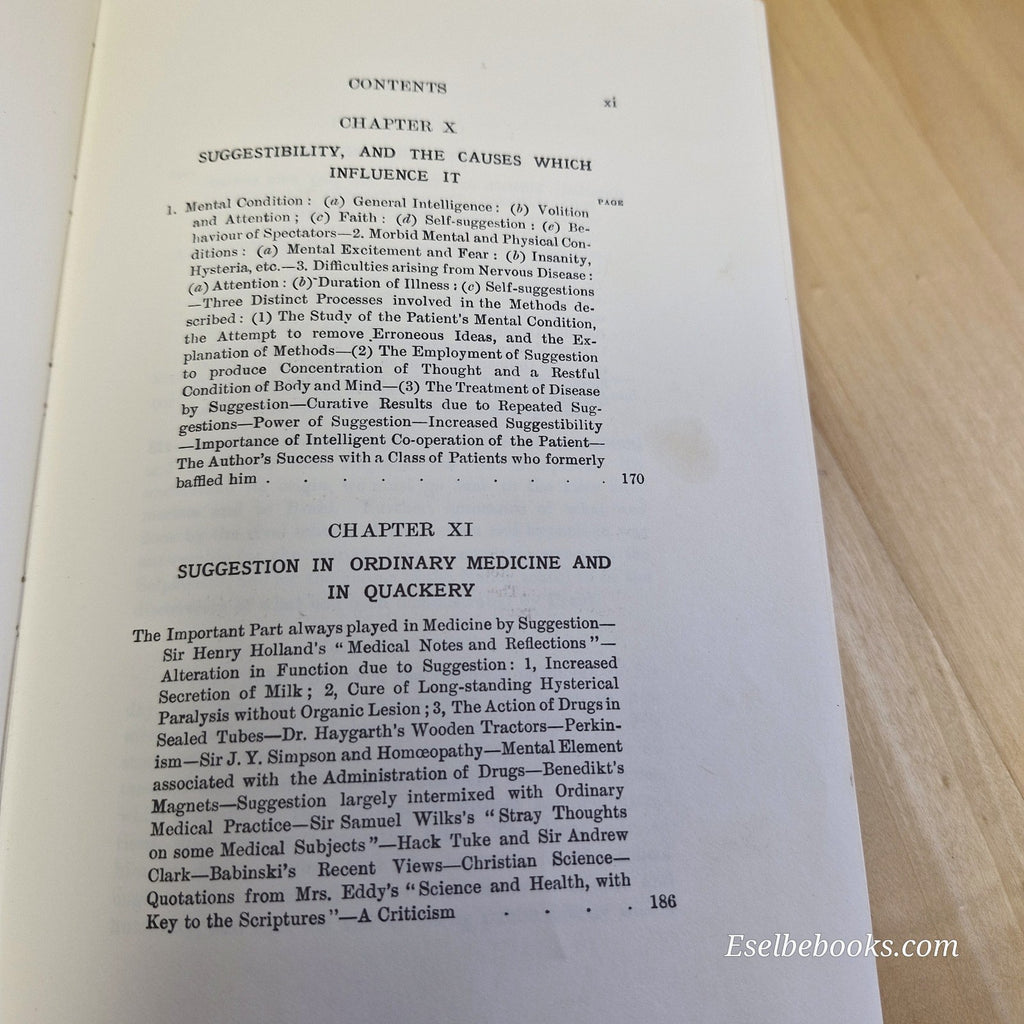 CONTENTS
xi
CHAPTER X
SUGGESTIBILITY, AND THE CAUSES WHICH
INFLUENCE IT
PAGE
1. Mental Condition: (a) General Intelligence: (b) Volition
and Attention; (c) Faith: (d) Self-suggestion: (e) Be-
haviour of Spectators—2. Morbid Mental and Physical Con-
ditions: (a) Mental Excitement and Fear: (b) Insanity,
Hysteria, etc.—3. Difficulties arising from Nervous Disease:
(a) Attention: (b) Duration of Illness: (c) Self-suggestions
—Three Distinct Processes involved in the Methods de-
scribed: (1) The Study of the Patient's Mental Condition,
the Attempt to remove Erroneous Ideas, and the Ex-
planation of Methods—(2) The Employment of Suggestion
to produce Concentration of Thought and a Restful
Condition of Body and Mind—(3) The Treatment of Disease
by Suggestion—Curative Results due to Repeated Sug-
gestions—Power of Suggestion—Increased Suggestibility
—Importance of Intelligent Co-operation of the Patient—
The Author's Success with a Class of Patients who formerly
baffled him . . . . . . . . . . 170
CHAPTER XI
SUGGESTION IN ORDINARY MEDICINE AND
IN QUACKERY
The Important Part always played in Medicine by Suggestion—
Sir Henry Holland's "Medical Notes and Reflections"—
Alteration in Function due to Suggestion: 1, Increased
Secretion of Milk; 2, Cure of Long-standing Hysterical
Paralysis without Organic Lesion; 3, The Action of Drugs in
Sealed Tubes—Dr. Haygarth's Wooden Tractors—Perkin-
ism—Sir J. Y. Simpson and Homœopathy—Mental Element
associated with the Administration of Drugs—Benedikt's
Magnets—Suggestion largely intermixed with Ordinary
Medical Practice—Sir Samuel Wilks's "Stray Thoughts
on some Medical Subjects"—Hack Tuke and Sir Andrew
Clark—Babinski's Recent Views—Christian Science—
Quotations from Mrs. Eddy's "Science and Health, with
Key to the Scriptures"—A Criticism . . . . 186
Eselbebooks.com